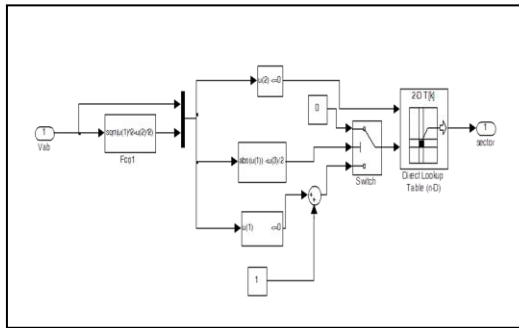 1
Vab
sqrt(u(1)^2+u(2)^2)
Fcn1
u(2) <=0
0
abs(u(1)) <u(3)/2
u(1) <=0
1
Switch
2-D T[k]
Direct Lookup
Table (n-D)
1
sector